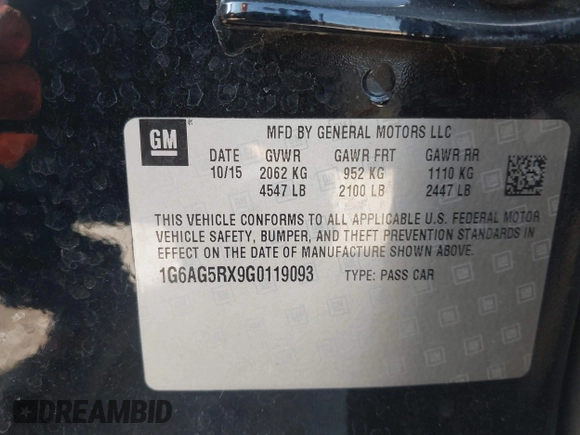 GM
MFD BY GENERAL MOTORS LLC
DATE GVWR GAWR FRT GAWR RR
10/15 2062 KG 952 KG 1110 KG
4547 LB 2100 LB 2447 LB
THIS VEHICLE CONFORMS TO ALL APPLICABLE U.S. FEDERAL MOTOR
VEHICLE SAFETY, BUMPER, AND THEFT PREVENTION STANDARDS IN
EFFECT ON THE DATE OF MANUFACTURE SHOWN ABOVE.
1G6AG5RX9G0119093 TYPE: PASS CAR
DREAMBID